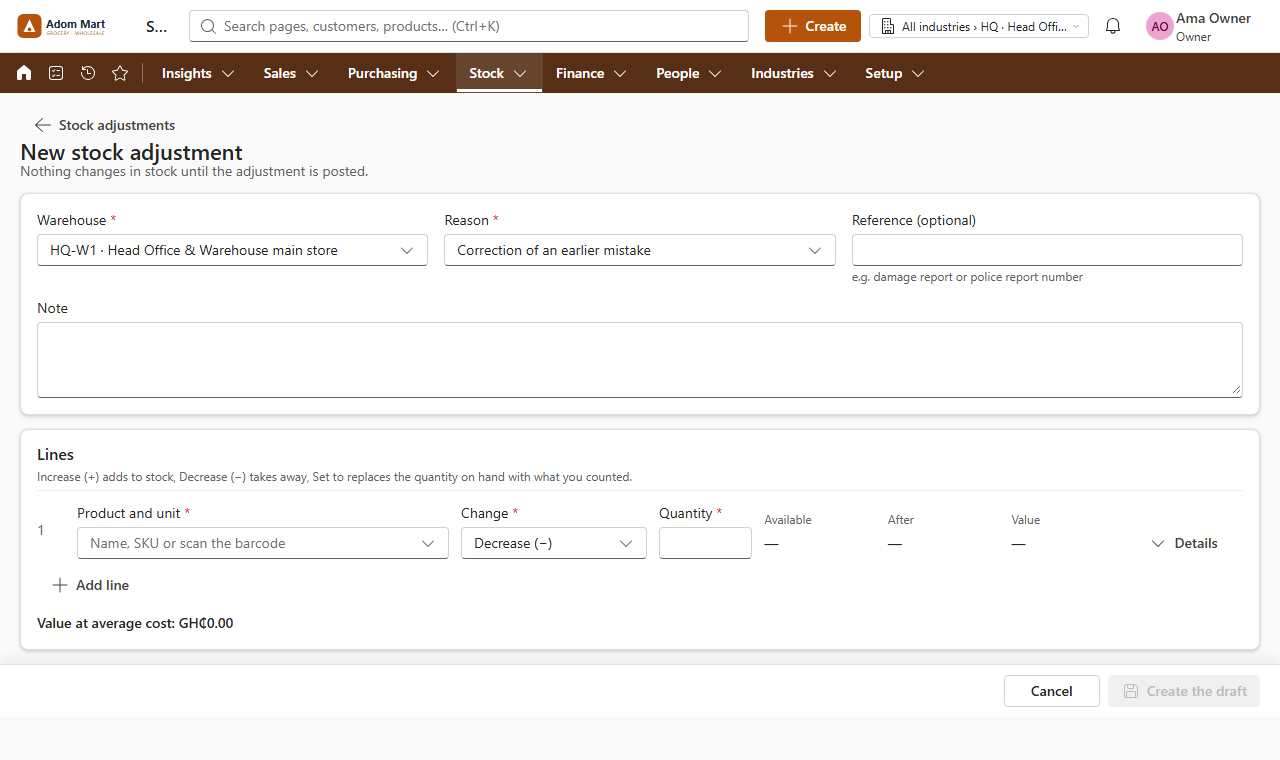 Adom Mart
GROCERY · WHOLESALE
S...
Search pages, customers, products... (Ctrl+K)
Create
All industries › HQ · Head Offi...
AO
Ama Owner
Owner
Insights
Sales
Purchasing
Stock
Finance
People
Industries
Setup
Stock adjustments
New stock adjustment
Nothing changes in stock until the adjustment is posted.
Warehouse *
Reason *
Reference (optional)
HQ-W1 · Head Office & Warehouse main store
Correction of an earlier mistake
e.g. damage report or police report number
Note
Lines
Increase (+) adds to stock, Decrease (−) takes away, Set to replaces the quantity on hand with what you counted.
Product and unit *
Change *
Quantity *
Available
After
Value
1
Name, SKU or scan the barcode
Decrease (−)
—
—
—
Details
Add line
Value at average cost: GH₵0.00
Cancel
Create the draft